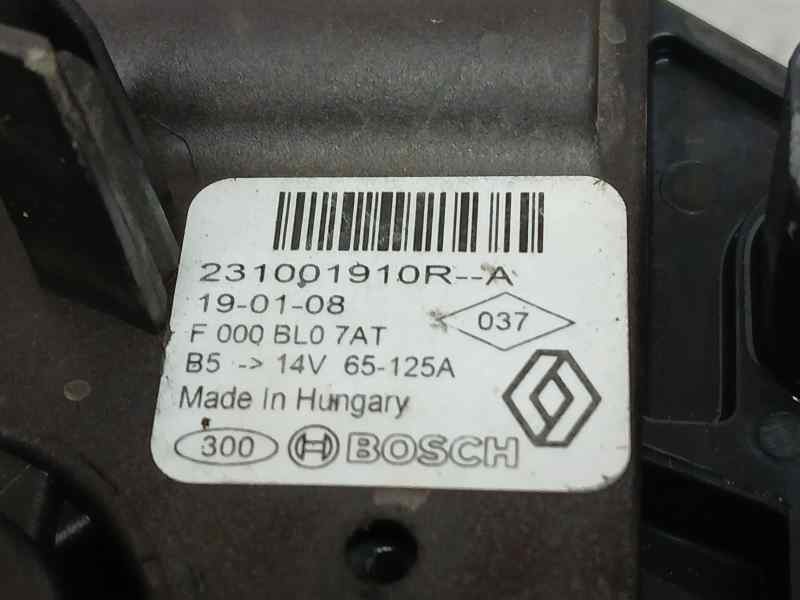 231001910R--A
19-01-08
037
F 000 BL0 7AT
B5 -> 14V 65-125A
Made In Hungary
300 BOSCH